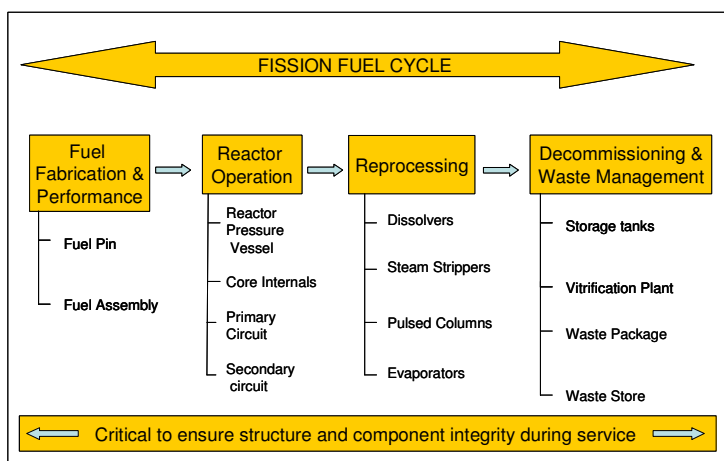 FISSION FUEL CYCLE
Fuel
Fabrication &
Performance
Fuel Pin
Fuel Assembly
Reactor
Operation
Reactor
Pressure
Vessel
Core Internals
Primary
Circuit
Secondary
circuit
Reprocessing
Dissolvers
Steam Strippers
Pulsed Columns
Evaporators
Decommissioning &
Waste Management
Storage tanks
Vitrification Plant
Waste Package
Waste Store
Critical to ensure structure and component integrity during service